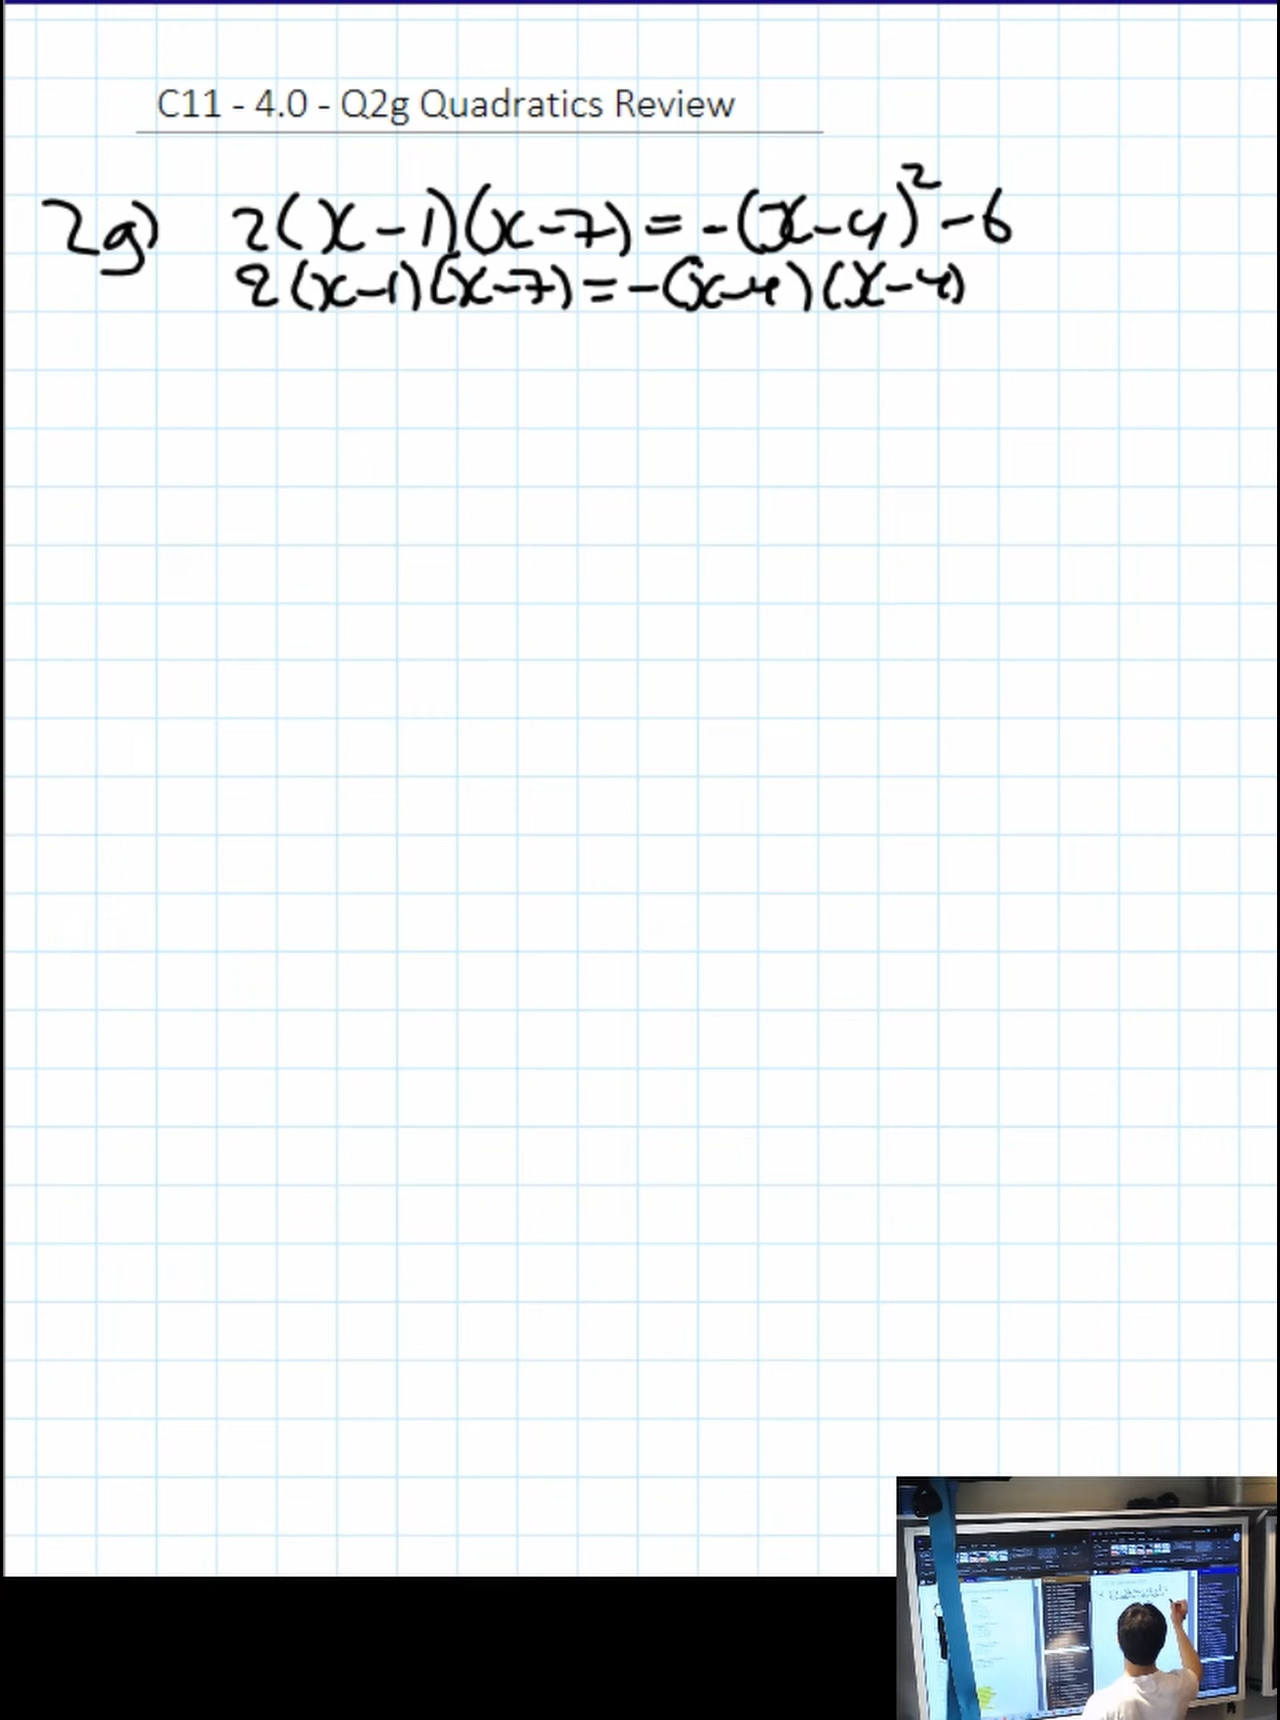 C11 - 4.0 - Q2g Quadratics Review
2g) 2(x-1)(x-7)=-(x-4)²-6
2(x-1)(x-7)=-(x-4)(x-4)